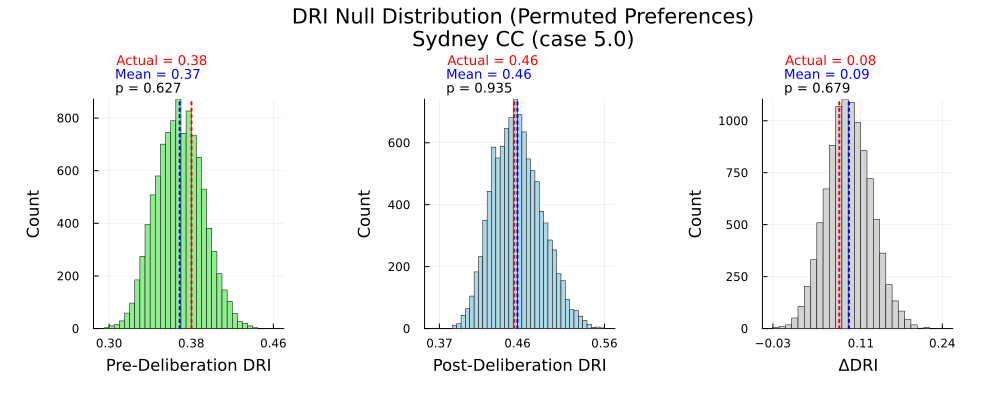 DRI Null Distribution (Permuted Preferences)
Sydney CC (case 5.0)
Actual = 0.38
Mean = 0.37
p = 0.627
Count
800
600
400
200
0
0.30 0.38 0.46
Pre-Deliberation DRI
Actual = 0.46
Mean = 0.46
p = 0.935
Count
600
400
200
0
0.37 0.46 0.56
Post-Deliberation DRI
Actual = 0.08
Mean = 0.09
p = 0.679
Count
1000
750
500
250
0
−0.03 0.11 0.24
ΔDRI